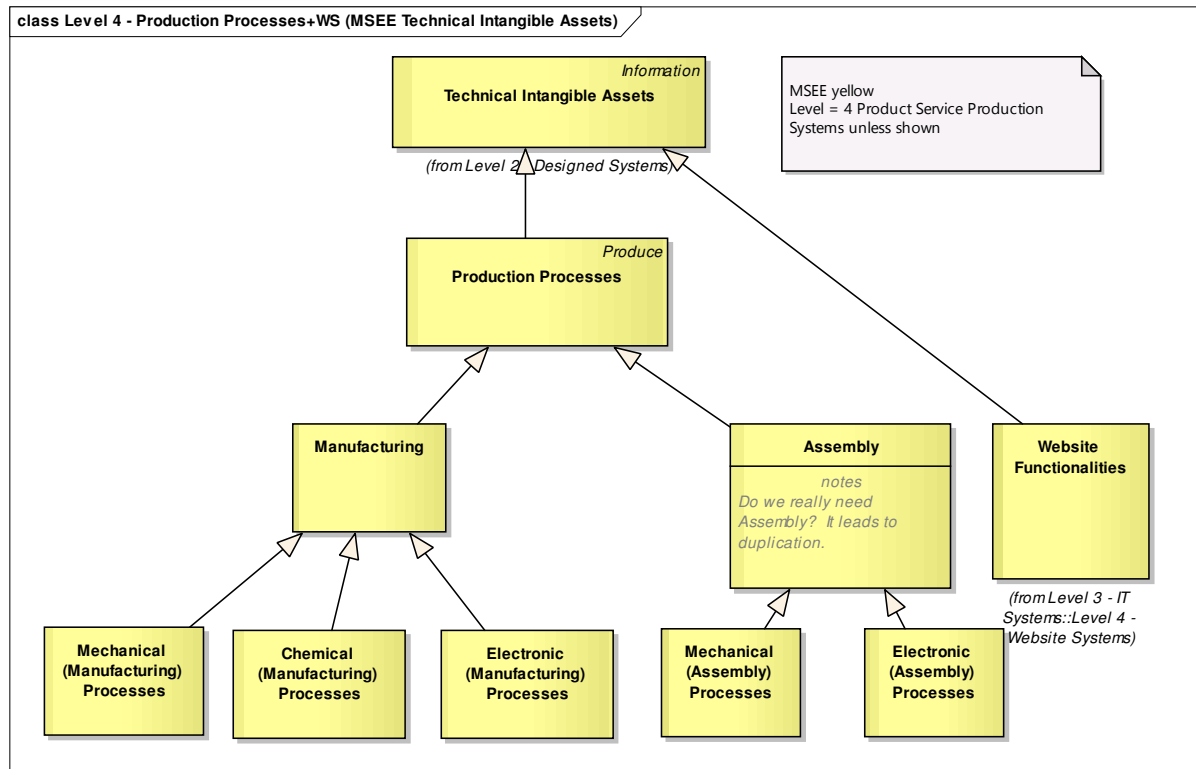 class Level 4 - Production Processes+WS (MSEE Technical Intangible Assets)
Information
Technical Intangible Assets
(from Level 2 - Designed Systems)
MSEE yellow
Level = 4 Product Service Production
Systems unless shown
Produce
Production Processes
Manufacturing
Assembly
notes
Do we really need
Assembly? It leads to
duplication.
Website
Functionalities
(from Level 3 - IT
Systems::Level 4 -
Website Systems)
Mechanical
(Manufacturing)
Processes
Chemical
(Manufacturing)
Processes
Electronic
(Manufacturing)
Processes
Mechanical
(Assembly)
Processes
Electronic
(Assembly)
Processes